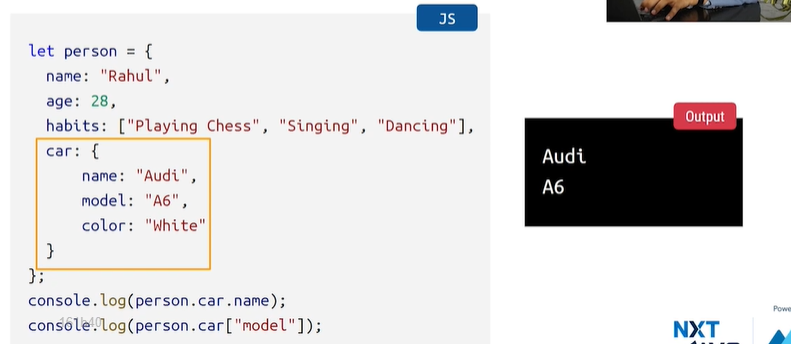 JS
let person = {
name: "Rahul",
age: 28,
habits: ["Playing Chess", "Singing", "Dancing"],
car: {
name: "Audi",
model: "A6",
color: "White"
}
};
console.log(person.car.name);
console.log(person.car["model"]);
Output
Audi
A6
Powe
NXT